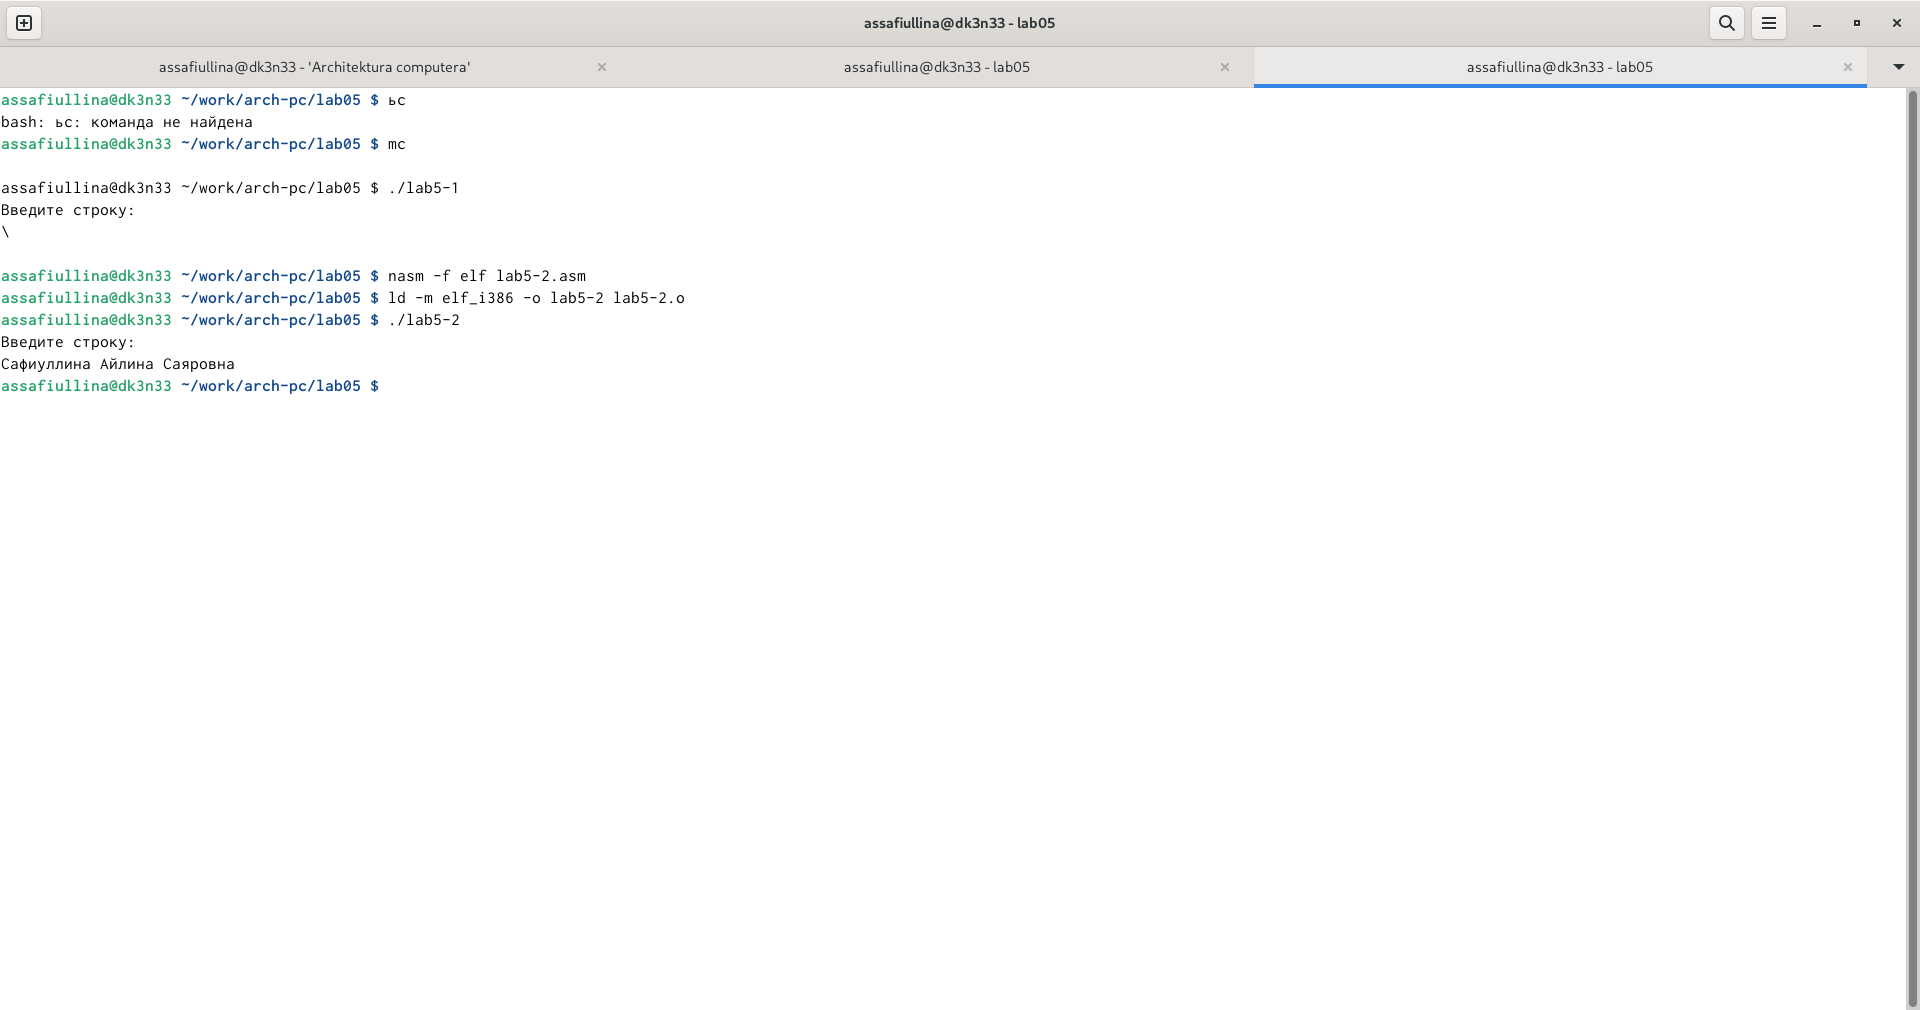 assafiullina@dk3n33 - lab05
assafiullina@dk3n33 - 'Architektura computera'
assafiullina@dk3n33 - lab05
assafiullina@dk3n33 - lab05
assafiullina@dk3n33 ~/work/arch-pc/lab05 $ ьс
bash: ьс: команда не найдена
assafiullina@dk3n33 ~/work/arch-pc/lab05 $ mc
assafiullina@dk3n33 ~/work/arch-pc/lab05 $ ./lab5-1
Введите строку:
\
assafiullina@dk3n33 ~/work/arch-pc/lab05 $ nasm -f elf lab5-2.asm
assafiullina@dk3n33 ~/work/arch-pc/lab05 $ ld -m elf_i386 -o lab5-2 lab5-2.o
assafiullina@dk3n33 ~/work/arch-pc/lab05 $ ./lab5-2
Введите строку:
Сафиуллина Айлина Саяровна
assafiullina@dk3n33 ~/work/arch-pc/lab05 $